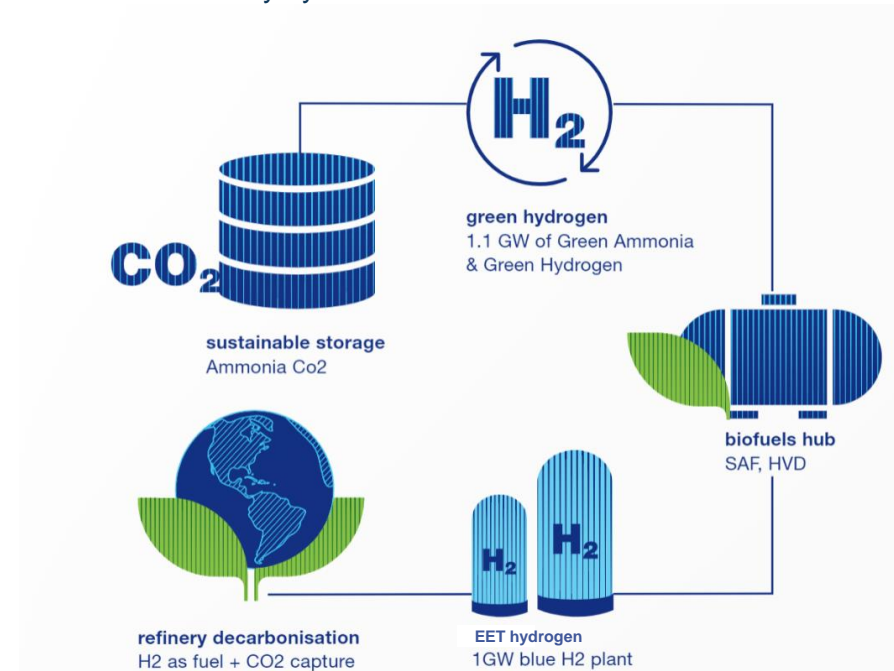 H2
green hydrogen
1.1 GW of Green Ammonia
& Green Hydrogen
CO2
sustainable storage
Ammonia Co2
biofuels hub
SAF, HVD
H2
H2
refinery decarbonisation
H2 as fuel + CO2 capture
EET hydrogen
1GW blue H2 plant